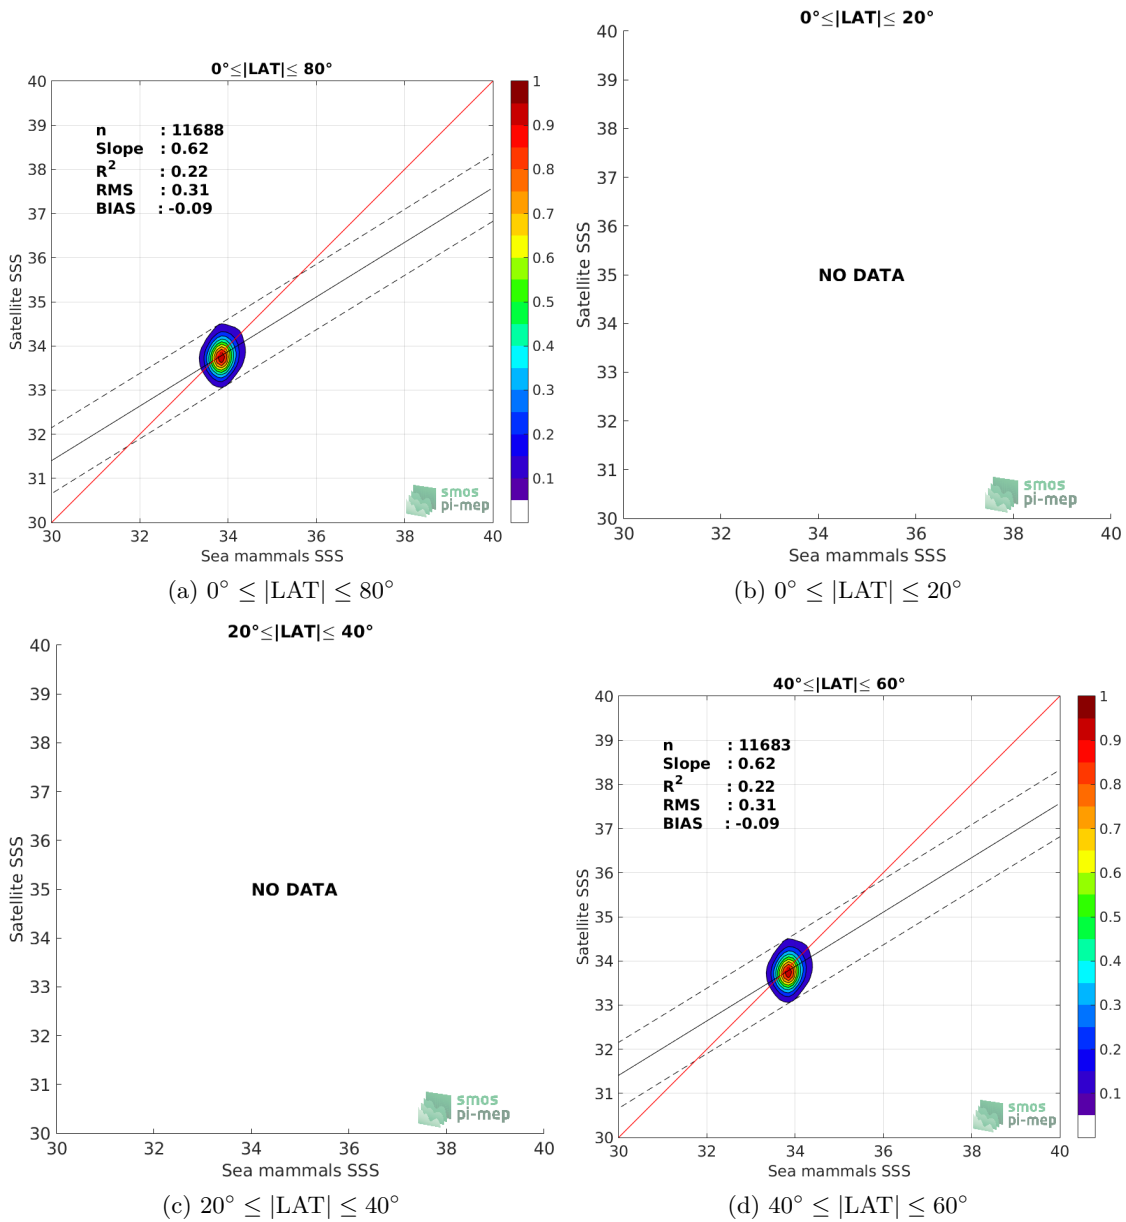 0°≤|LAT|≤ 80°
40
39
38
37
36
35
34
33
32
31
30
Satellite SSS
n : 11688
Slope : 0.62
R² : 0.22
RMS : 0.31
BIAS : -0.09
smos
pi-mep
30 32 34 36 38 40
Sea mammals SSS
1
0.9
0.8
0.7
0.6
0.5
0.4
0.3
0.2
0.1
(a) 0° ≤ |LAT| ≤ 80°
0°≤|LAT|≤ 20°
40
39
38
37
36
35
34
33
32
31
30
Satellite SSS
NO DATA
smos
pi-mep
30 32 34 36 38 40
Sea mammals SSS
(b) 0° ≤ |LAT| ≤ 20°
20°≤|LAT|≤ 40°
40
39
38
37
36
35
34
33
32
31
30
Satellite SSS
NO DATA
smos
pi-mep
30 32 34 36 38 40
Sea mammals SSS
(c) 20° ≤ |LAT| ≤ 40°
40°≤|LAT|≤ 60°
40
39
38
37
36
35
34
33
32
31
30
Satellite SSS
n : 11683
Slope : 0.62
R² : 0.22
RMS : 0.31
BIAS : -0.09
smos
pi-mep
30 32 34 36 38 40
Sea mammals SSS
1
0.9
0.8
0.7
0.6
0.5
0.4
0.3
0.2
0.1
(d) 40° ≤ |LAT| ≤ 60°